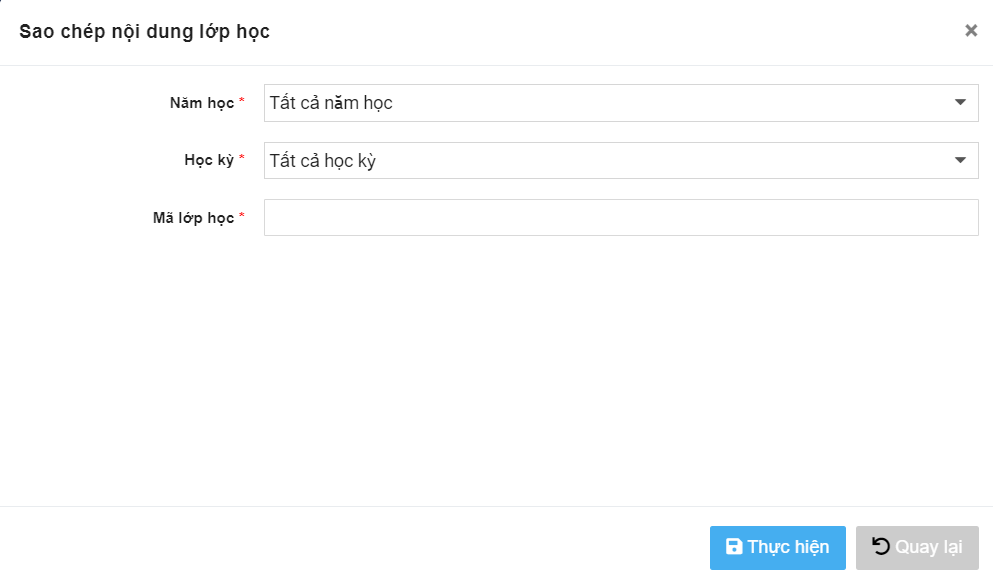 Sao chép nội dung lớp học
Năm học *
Tất cả năm học
Học kỳ *
Tất cả học kỳ
Mã lớp học *
Thực hiện
Quay lại